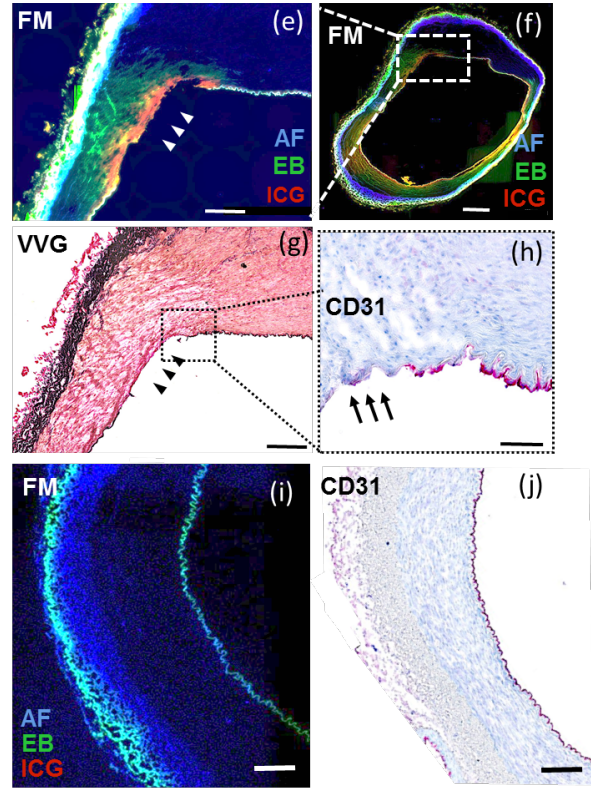 FM
(e)
AF
EB
ICG
FM
(f)
AF
EB
ICG
VVG
(g)
CD31
(h)
FM
(i)
AF
EB
ICG
CD31
(j)